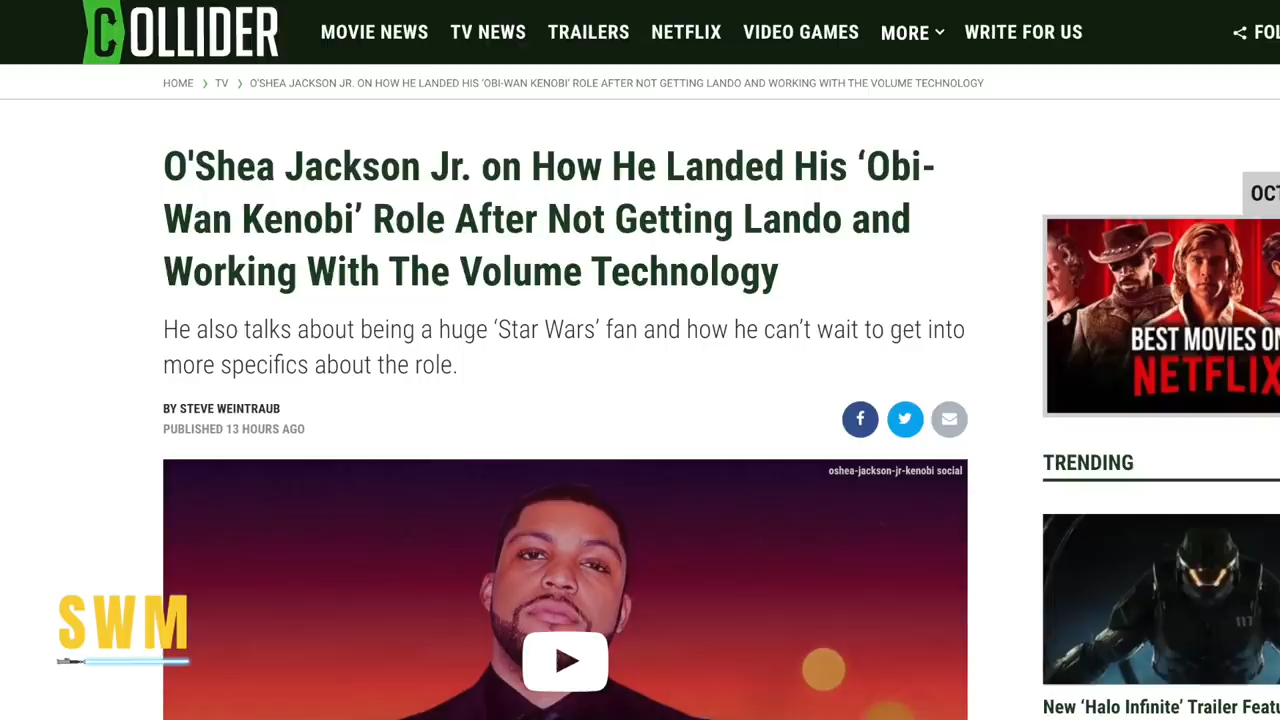 COLLIDER
MOVIE NEWS TV NEWS TRAILERS NETFLIX VIDEO GAMES MORE WRITE FOR US
HOME > TV > O'SHEA JACKSON JR. ON HOW HE LANDED HIS 'OBI-WAN KENOBI' ROLE AFTER NOT GETTING LANDO AND WORKING WITH THE VOLUME TECHNOLOGY
O'Shea Jackson Jr. on How He Landed His ‘Obi-
Wan Kenobi’ Role After Not Getting Lando and
Working With The Volume Technology
He also talks about being a huge ‘Star Wars’ fan and how he can’t wait to get into
more specifics about the role.
BY STEVE WEINTRAUB
PUBLISHED 13 HOURS AGO
oshea-jackson-jr-kenobi social
SWM
BEST MOVIES
NETFLIX
TRENDING
117
New ‘Halo Infinite’ Trailer